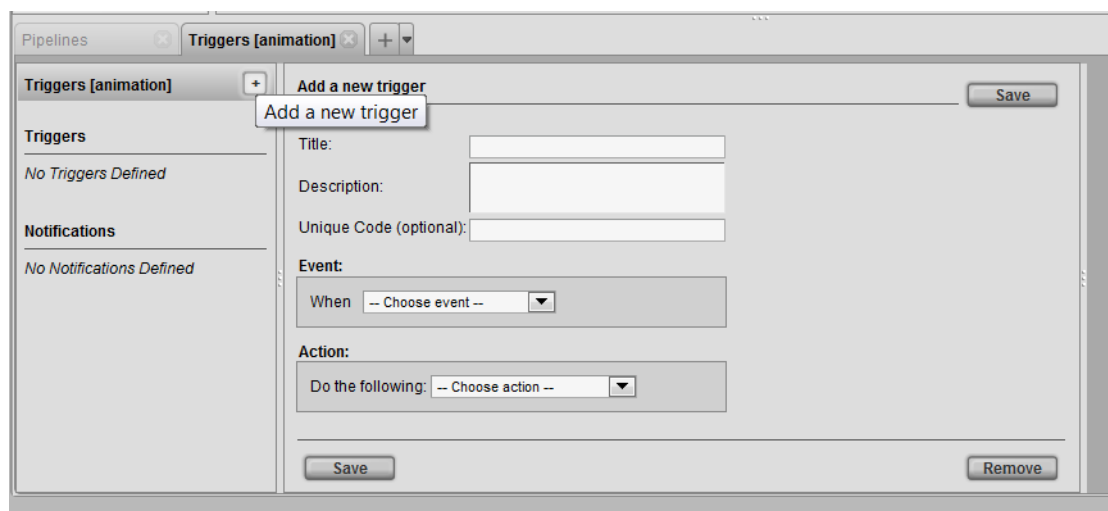 Pipelines
Triggers [animation]
+
Triggers [animation]
+
Add a new trigger
Save
Add a new trigger
Triggers
No Triggers Defined
Notifications
No Notifications Defined
Title:
Description:
Unique Code (optional):
Event:
When -- Choose event --
Action:
Do the following: -- Choose action --
Save
Remove